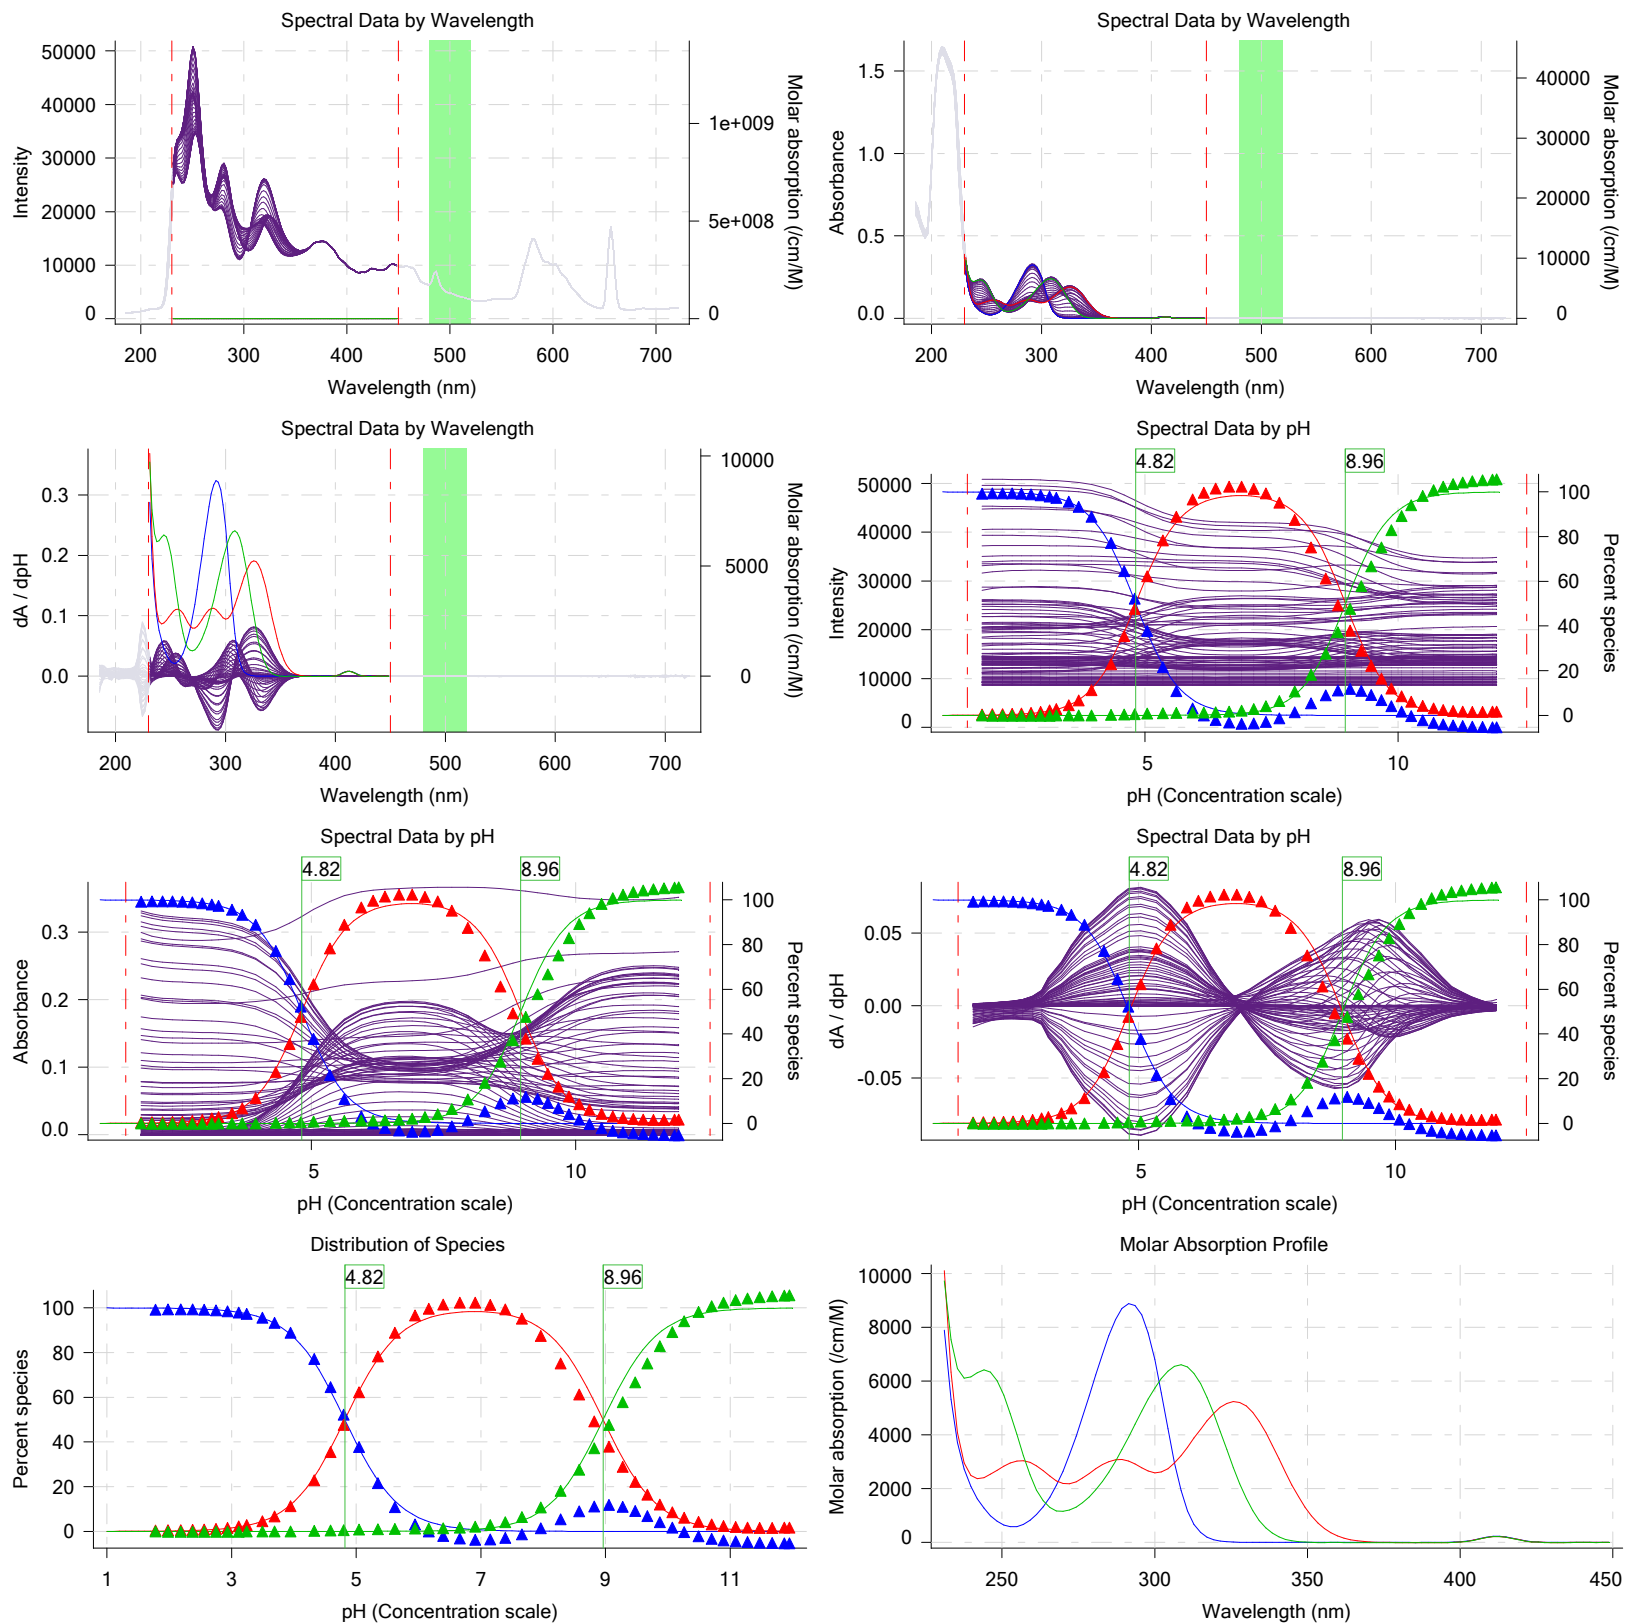 Spectral Data by Wavelength
Intensity
50000
40000
30000
20000
10000
0
1e+009
5e+008
0
Molar absorption (/cm/M)
200 300 400 500 600 700
Wavelength (nm)
Spectral Data by Wavelength
Absorbance
1.5
1.0
0.5
0.0
40000
30000
20000
10000
0
Molar absorption (/cm/M)
200 300 400 500 600 700
Wavelength (nm)
Spectral Data by Wavelength
dA / dpH
0.3
0.2
0.1
0.0
10000
5000
0
Molar absorption (/cm/M)
200 300 400 500 600 700
Wavelength (nm)
Spectral Data by pH
4.82 8.96
Intensity
50000
40000
30000
20000
10000
0
100
80
60
40
20
0
Percent species
5 10
pH (Concentration scale)
Spectral Data by pH
4.82 8.96
Absorbance
0.3
0.2
0.1
0.0
100
80
60
40
20
0
Percent species
5 10
pH (Concentration scale)
Spectral Data by pH
4.82 8.96
dA / dpH
0.05
0.00
-0.05
100
80
60
40
20
0
Percent species
5 10
pH (Concentration scale)
Distribution of Species
4.82 8.96
Percent species
100
80
60
40
20
0
1 3 5 7 9 11
pH (Concentration scale)
Molar Absorption Profile
Molar absorption (/cm/M)
10000
8000
6000
4000
2000
0
250 300 350 400 450
Wavelength (nm)